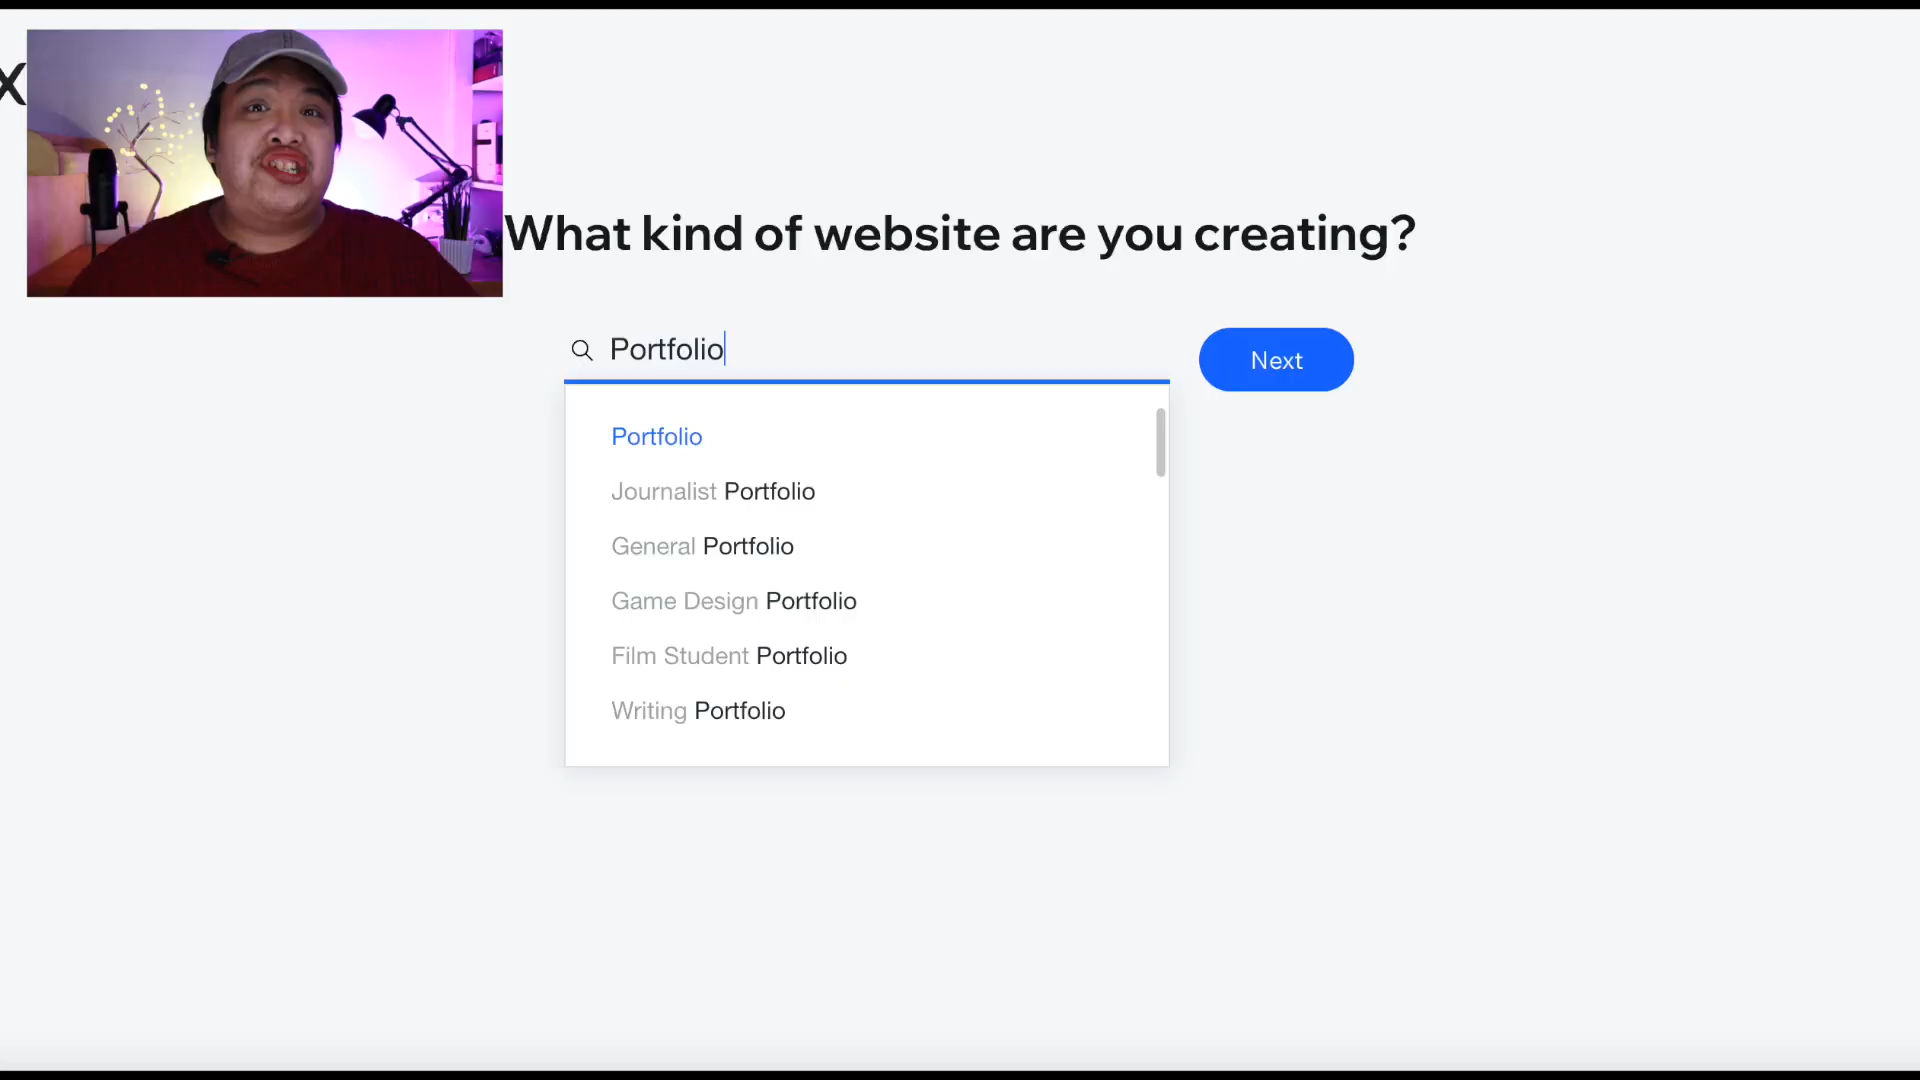 X
What kind of website are you creating?
Portfolio
Next
Portfolio
Journalist Portfolio
General Portfolio
Game Design Portfolio
Film Student Portfolio
Writing Portfolio